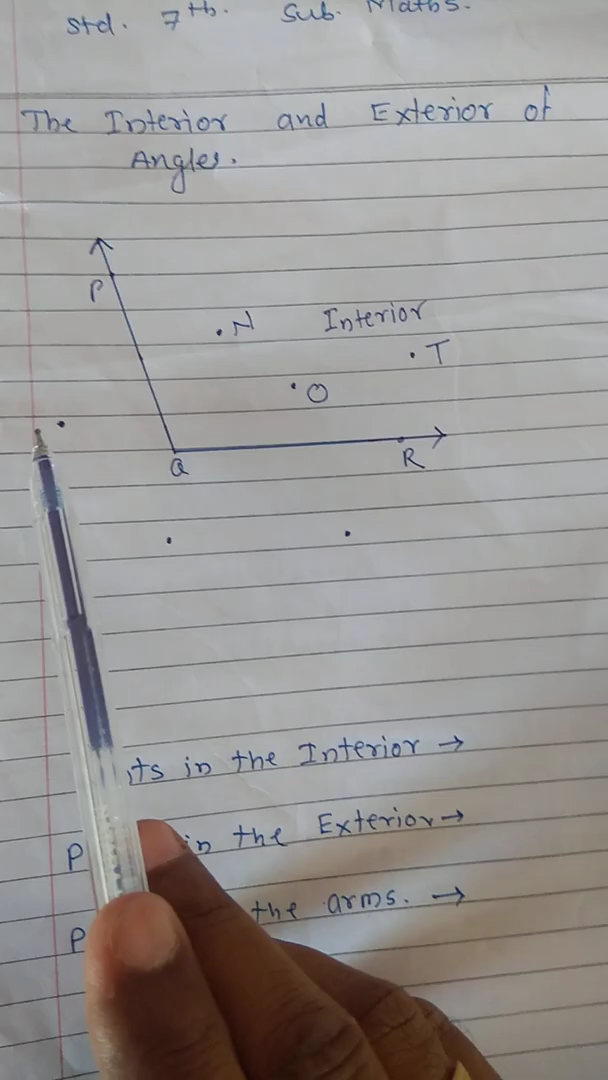 std. 7th. Sub. Maths.
The Interior and Exterior of
Angles.
P
N
Interior
T
O
Q
R
in the Interior →
P in the Exterior →
P the arms. →